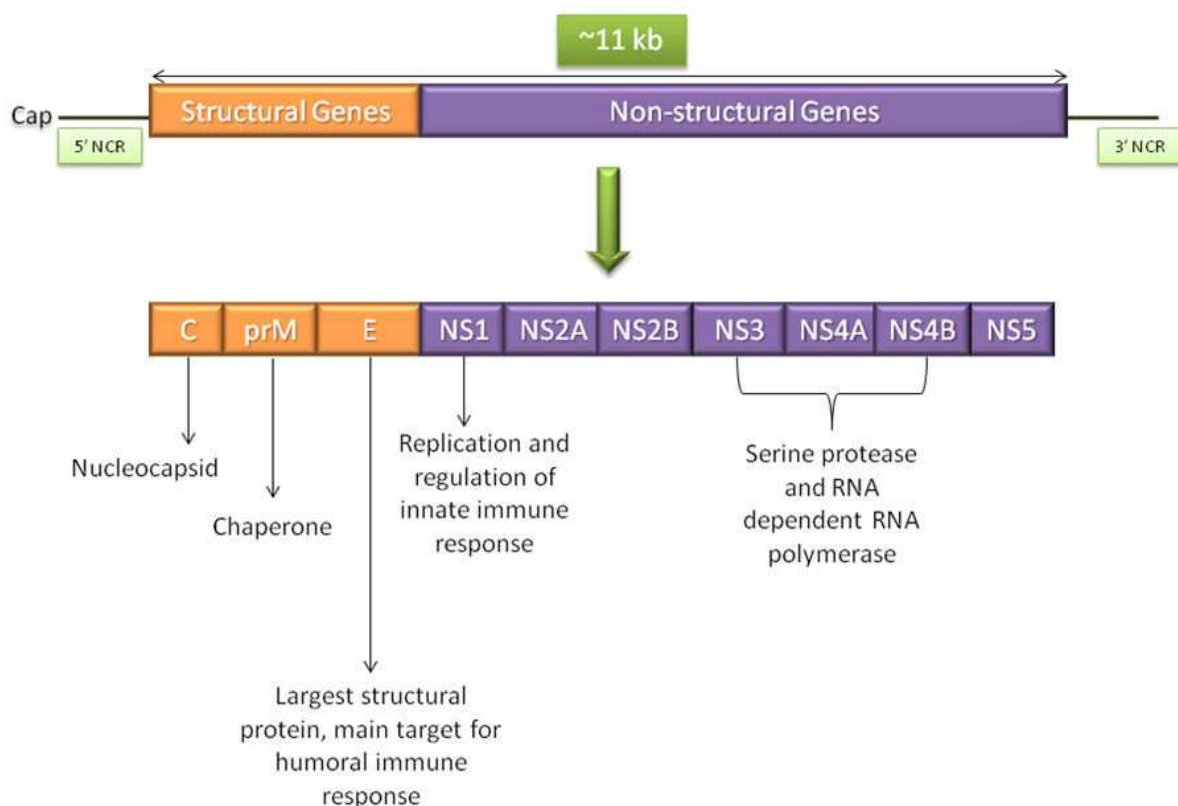 ~11 kb
Cap
Structural Genes
Non-structural Genes
5' NCR
3' NCR
C
prM
E
NS1
NS2A
NS2B
NS3
NS4A
NS4B
NS5
Nucleocapsid
Chaperone
Largest structural
protein, main target for
humoral immune
response
Replication and
regulation of
innate immune
response
Serine protease
and RNA
dependent RNA
polymerase